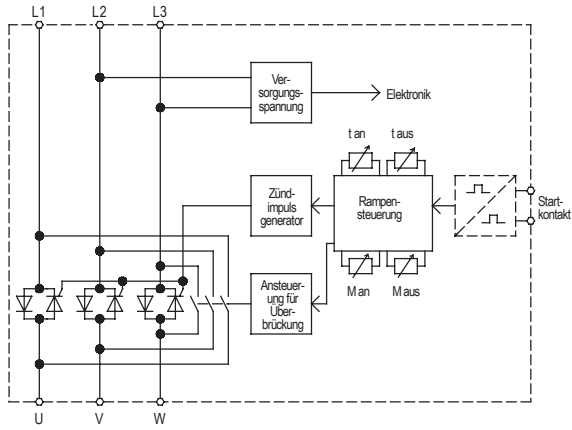 L1 L2 L3
Ver-
sorgungs-
spannung
Elektronik
t an t aus
Zünd-
impuls
generator
Rampen-
steuerung
Start-
kontakt
M an M aus
Ansteuer-
ung für
Über-
brückung
U V W